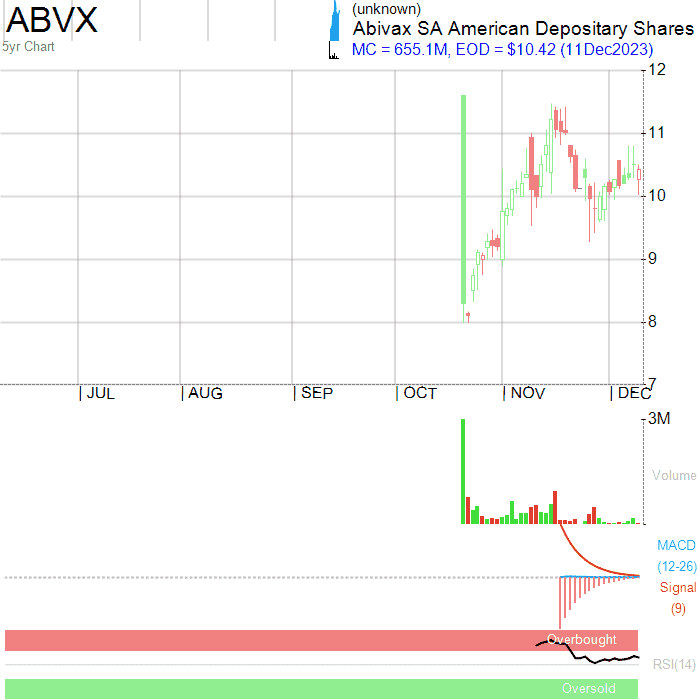 ABVX
(unknown)
Abivax SA American Depositary Shares
5yr Chart
MC = 655.1M, EOD = $10.42 (11Dec2023)
12
11
10
9
8
7
JUL AUG SEP OCT NOV DEC
3M
Volume
MACD
(12-26)
Signal
(9)
Overbought
RSI(14)
Oversold